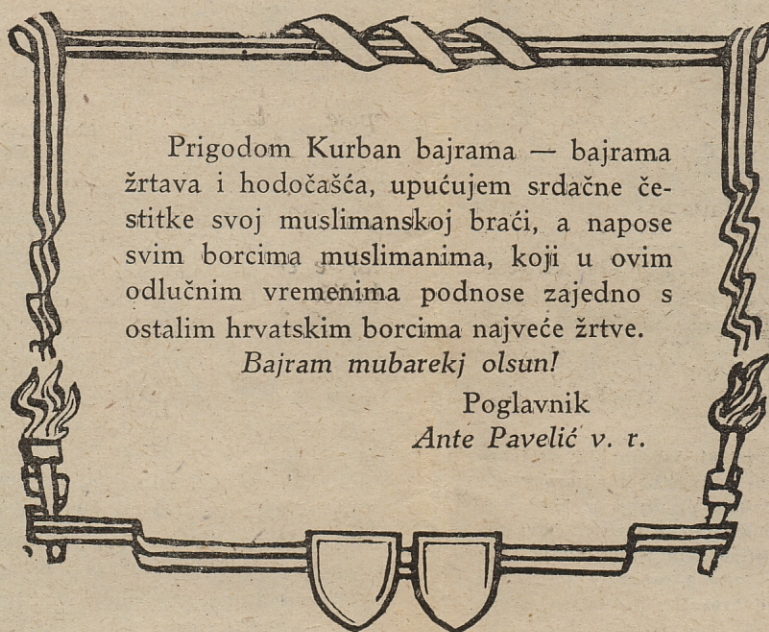 Prigodom Kurban bajrama — bajrama
žrtava i hodočašća, upućujem srdačne če-
stitke svoj muslimanskoj braći, a napose
svim borcima muslimanima, koji u ovim
odlučnim vremenima podnose zajedno s
ostalim hrvatskim borcima najveće žrtve.
Bajram mubarekj olsun!
Poglavnik
Ante Pavelić v. r.